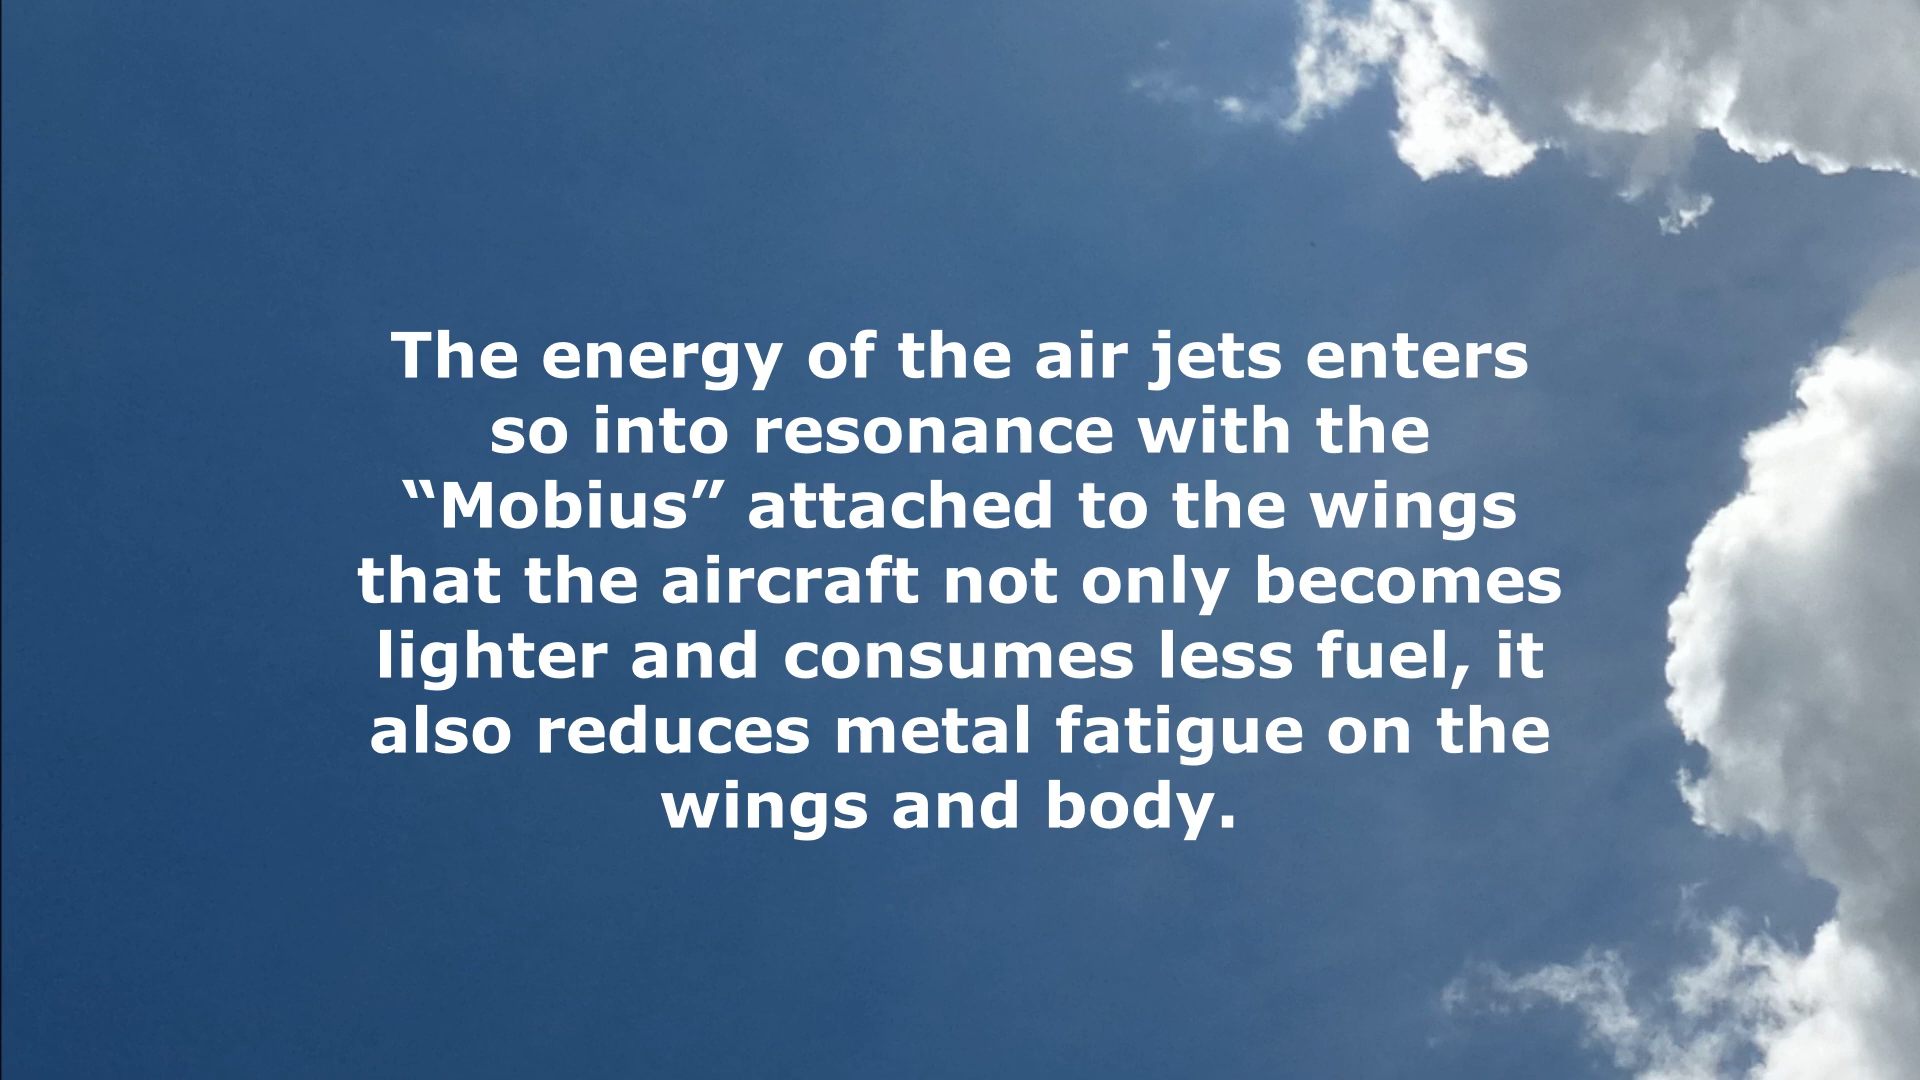 The energy of the air jets enters
so into resonance with the
“Mobius” attached to the wings
that the aircraft not only becomes
lighter and consumes less fuel, it
also reduces metal fatigue on the
wings and body.